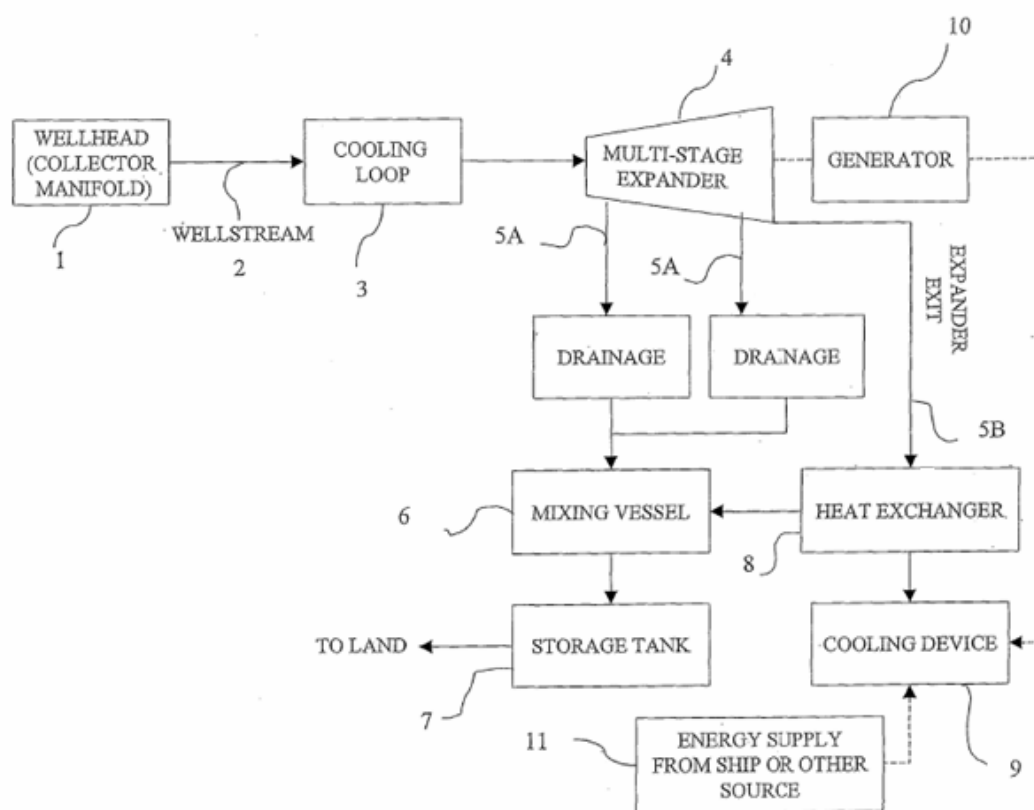 10
4
WELLHEAD
(COLLECTOR
MANIFOLD)
COOLING
LOOP
MULTI-STAGE
EXPANDER
GENERATOR
WELLSTREAM
1
2
3
5A
5A
EXPANDER
EXIT
DRAINAGE
DRAINAGE
5B
6
MIXING VESSEL
HEAT EXCHANGER
8
TO LAND
STORAGE TANK
COOLING DEVICE
7
11
ENERGY SUPPLY
FROM SHIP OR OTHER
SOURCE
9